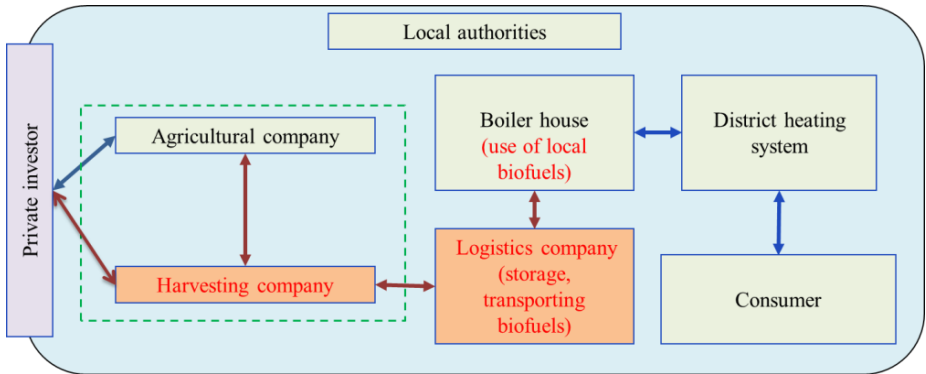 Local authorities
Private investor
Agricultural company
Harvesting company
Boiler house
(use of local
biofuels)
Logistics company
(storage,
transporting
biofuels)
District heating
system
Consumer